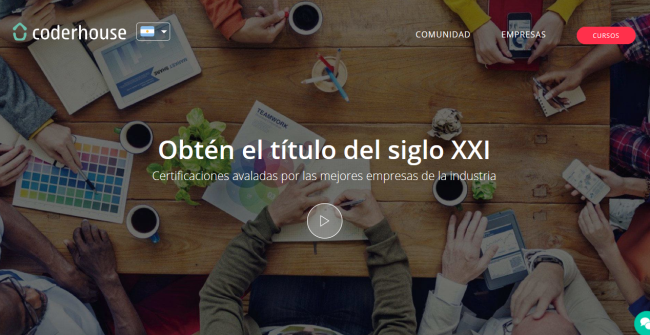 coderhouse
COMUNIDAD
EMPRESAS
CURSOS
TEAMWORK
Obtén el título del siglo XXI
Certificaciones avaladas por las mejores empresas de la industria